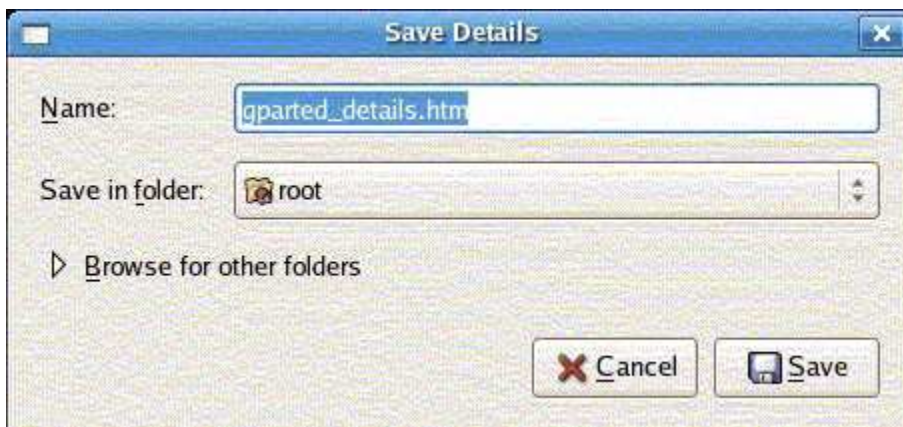 Save Details
Name: gparted_details.htm
Save in folder: root
Browse for other folders
Cancel Save